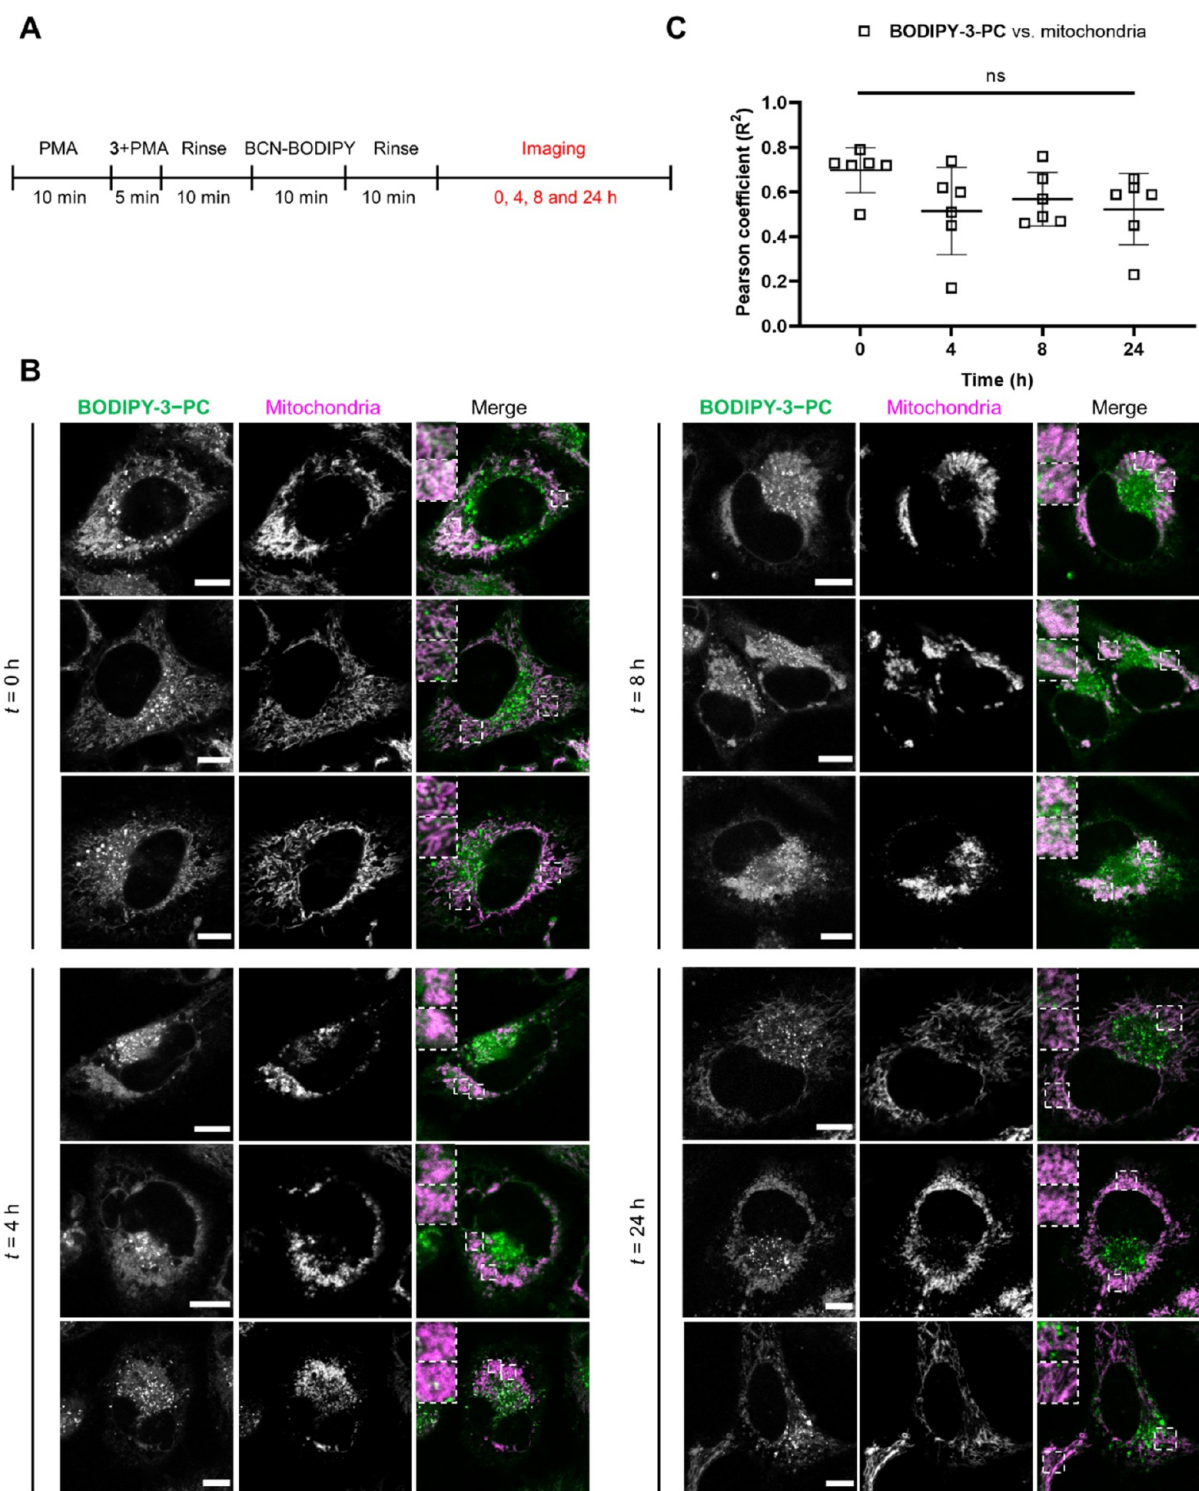 A
PMA 3+PMA Rinse BCN-BODIPY Rinse Imaging
10 min 5 min 10 min 10 min 10 min 0, 4, 8 and 24 h
C
BODIPY-3-PC vs. mitochondria
ns
Pearson coefficient (R²)
1.0
0.8
0.6
0.4
0.2
0.0
0 4 8 24
Time (h)
B
BODIPY-3−PC Mitochondria Merge
t = 0 h
t = 4 h
BODIPY-3−PC Mitochondria Merge
t = 8 h
t = 24 h